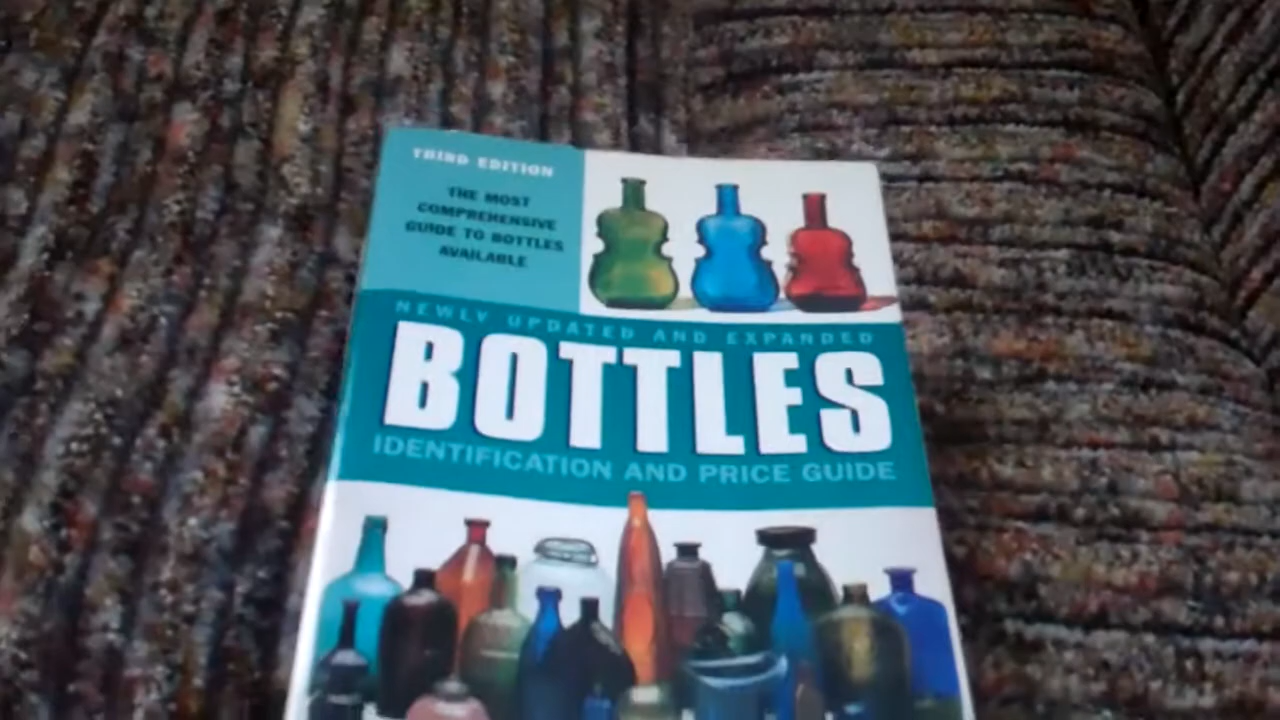 THIRD EDITION
THE MOST
COMPREHENSIVE
GUIDE TO BOTTLES
AVAILABLE
NEWLY UPDATED AND EXPANDED
BOTTLES
IDENTIFICATION AND PRICE GUIDE